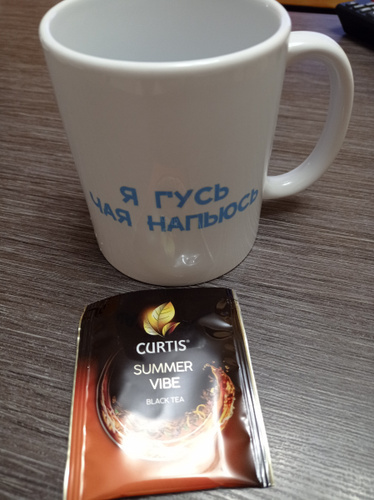 Я ГУСЬ
ЧАЯ НАПЬЮСЬ
CURTIS®
SUMMER
VIBE
BLACK TEA